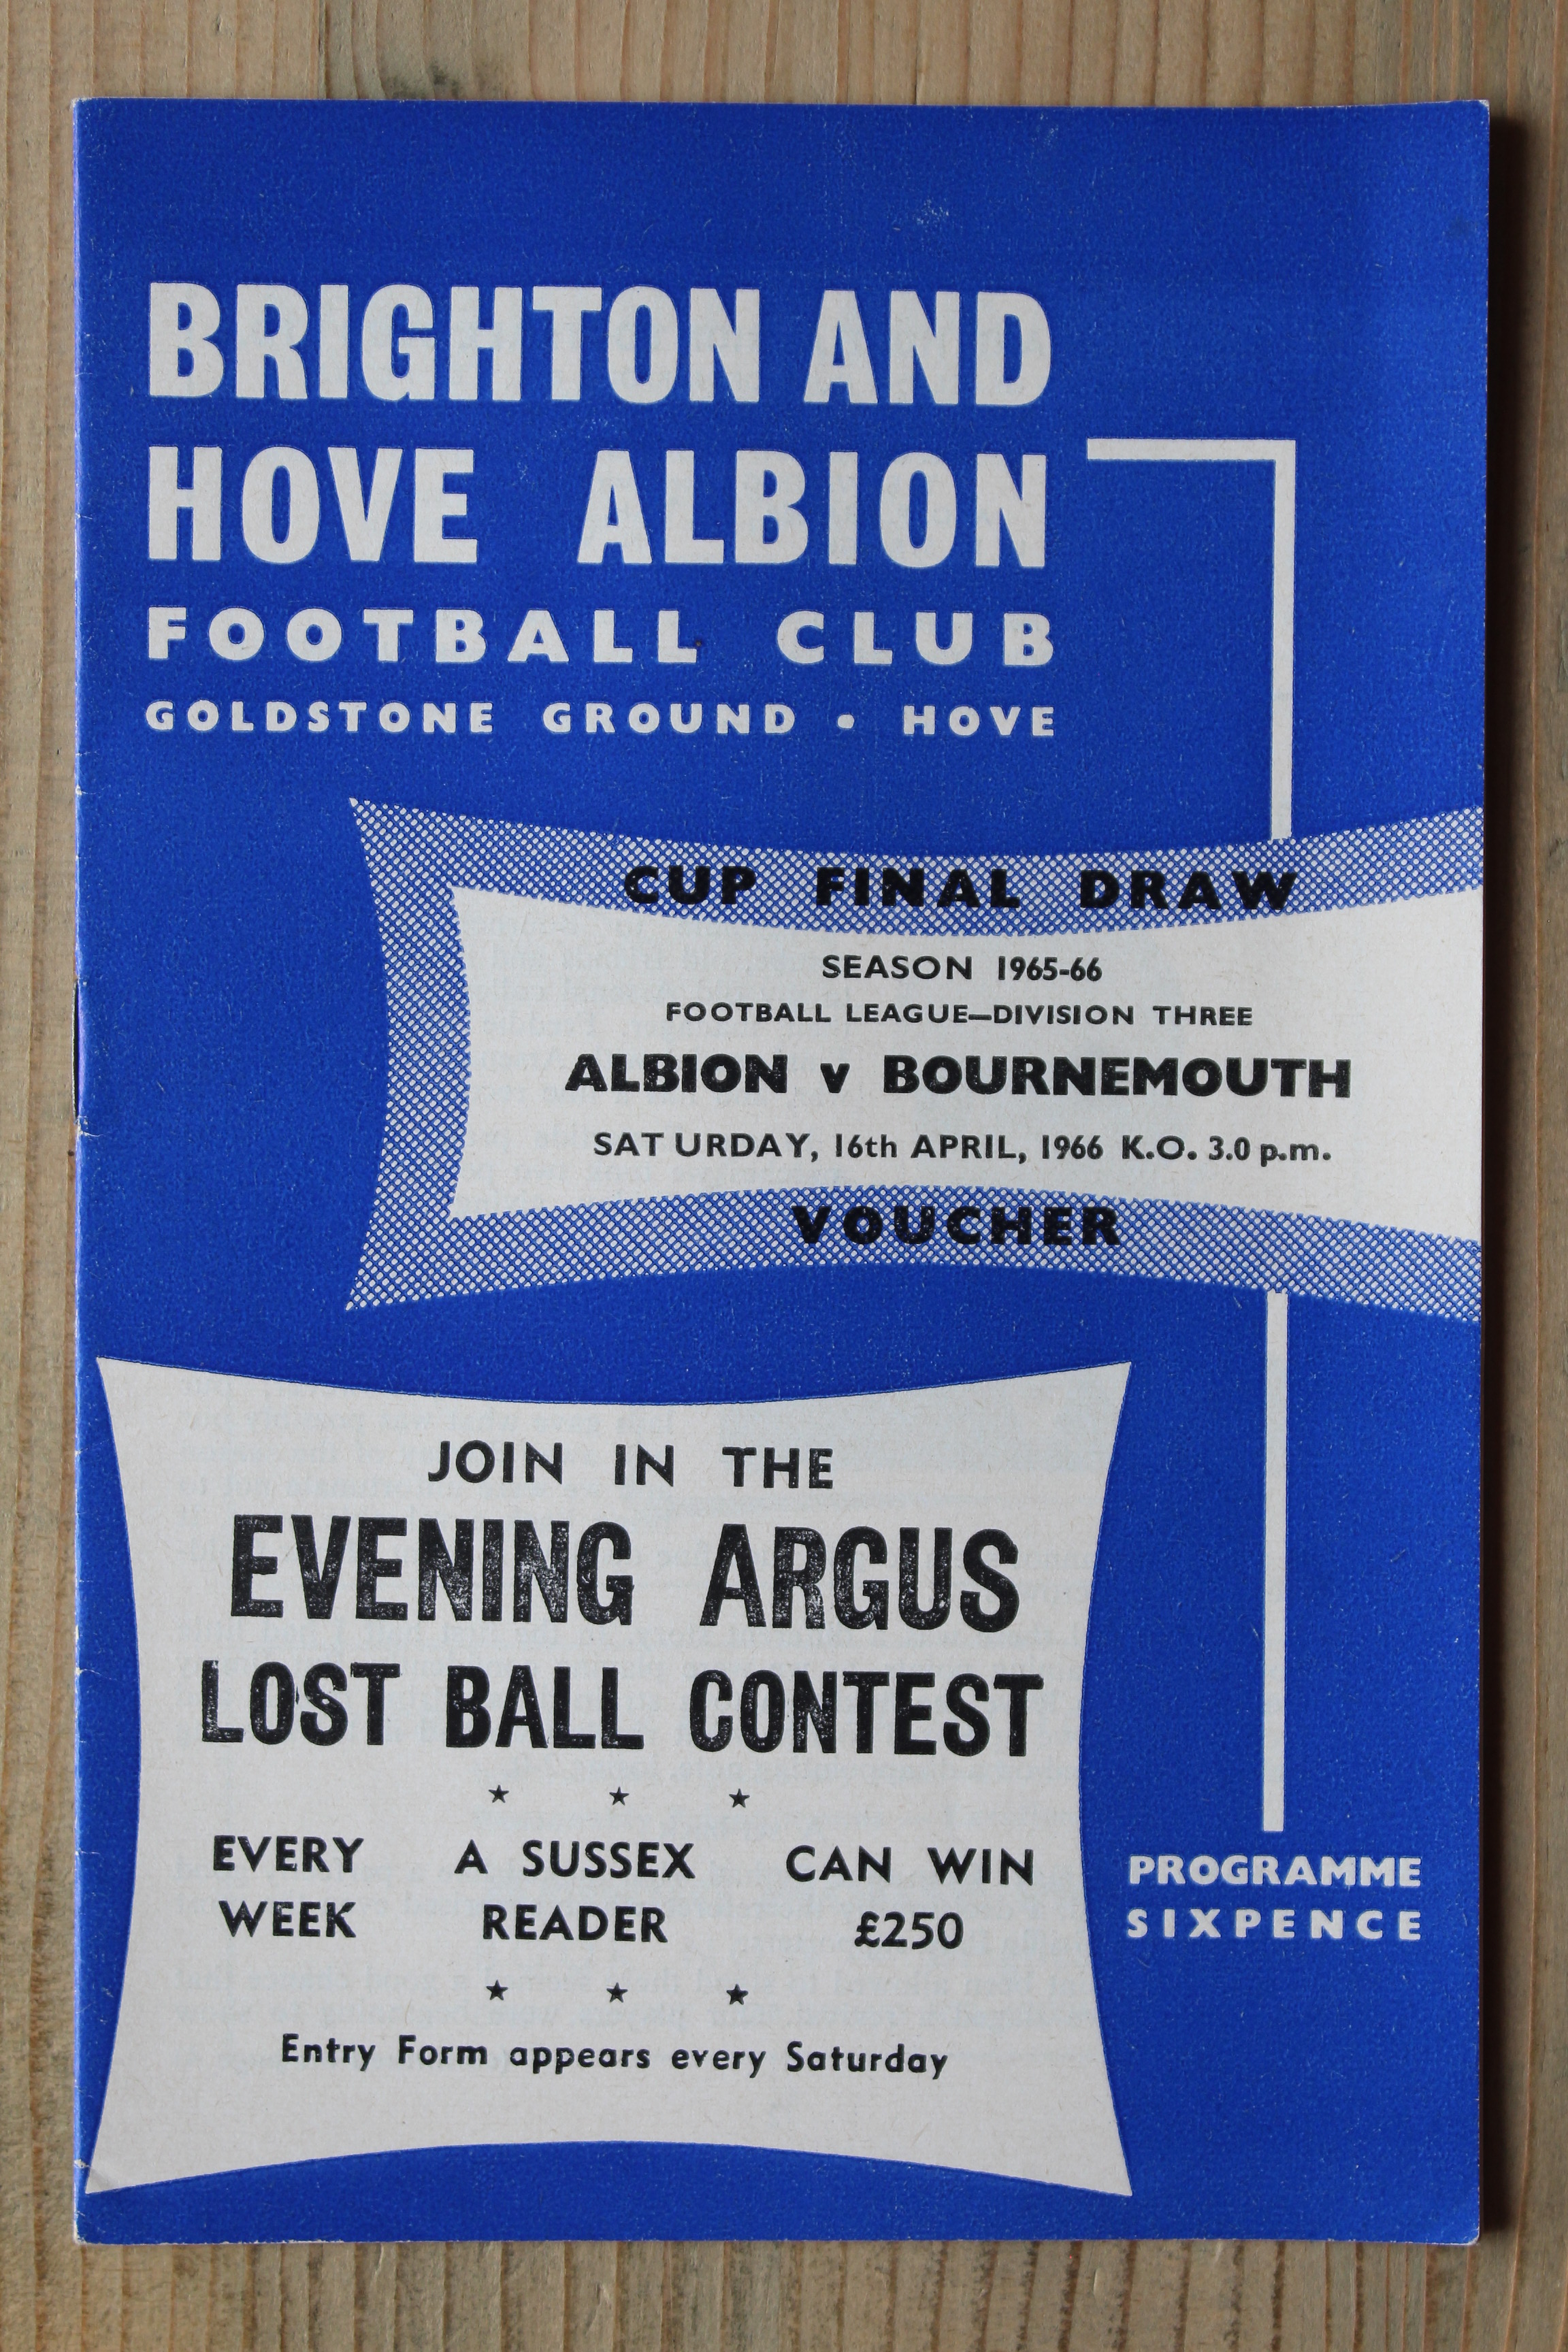 BRIGHTON AND
HOVE ALBION
FOOTBALL CLUB
GOLDSTONE GROUND • HOVE
CUP FINAL DRAW
SEASON 1965-66
FOOTBALL LEAGUE—DIVISION THREE
ALBION v BOURNEMOUTH
SATURDAY, 16th APRIL, 1966 K.O. 3.0 p.m.
VOUCHER
JOIN IN THE
EVENING ARGUS
LOST BALL CONTEST
★ ★ ★
EVERY A SUSSEX CAN WIN
WEEK READER £250
★ ★ ★
Entry Form appears every Saturday
PROGRAMME
SIXPENCE